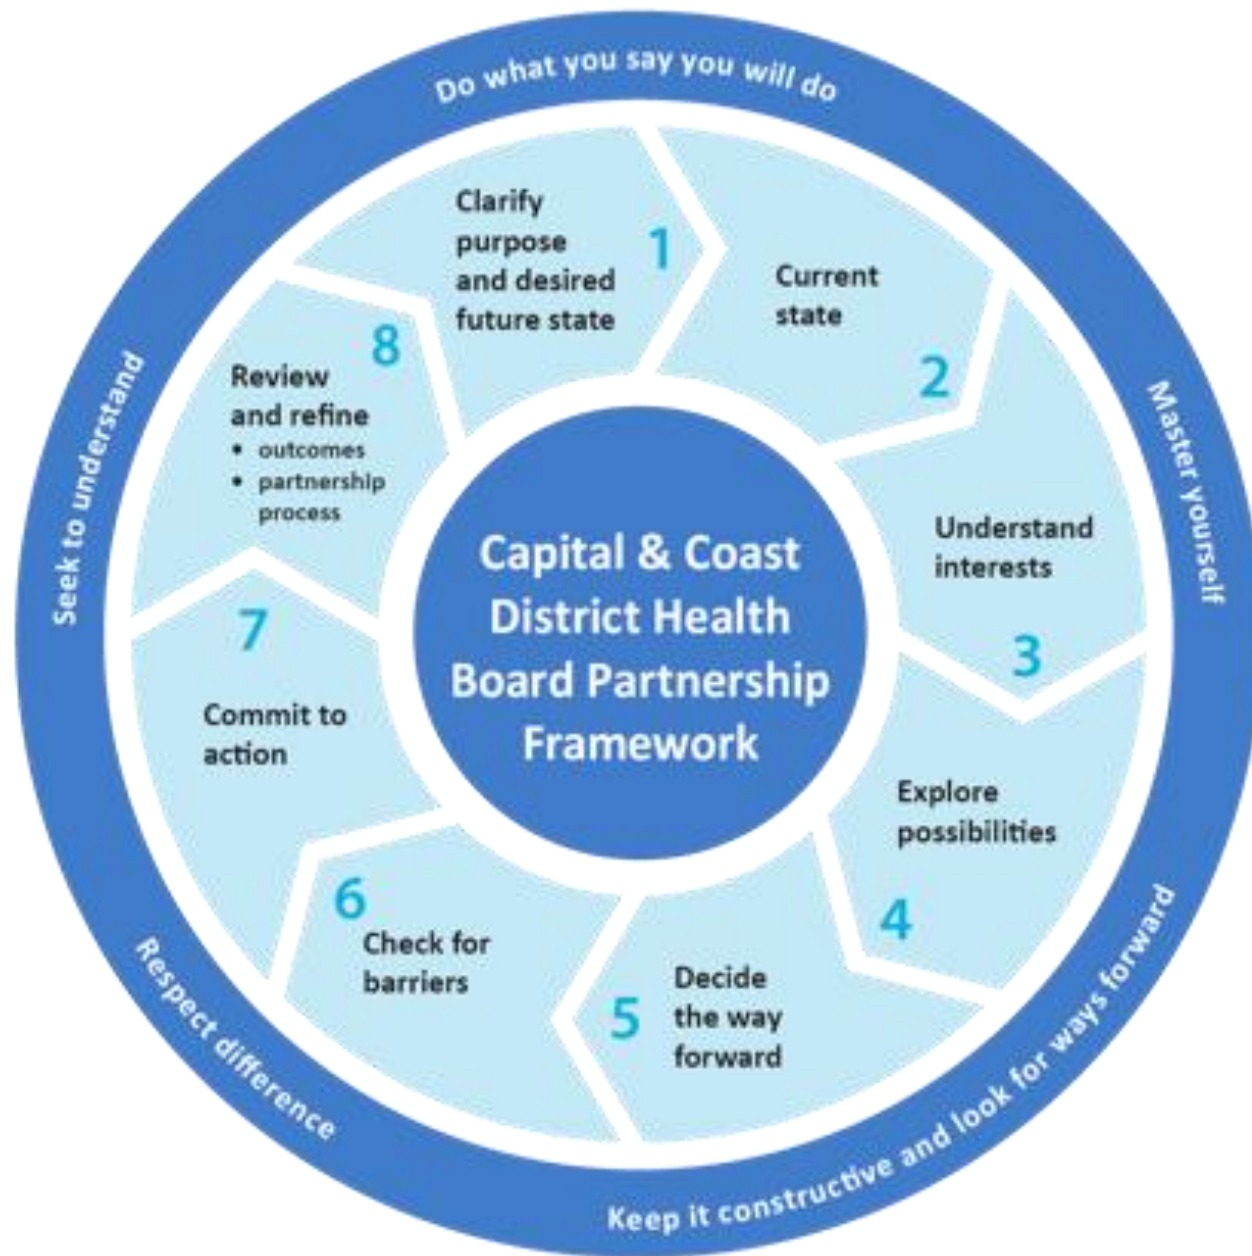 Do what you say you will do
Master yourself
Keep it constructive and look for ways forward
Respect difference
Seek to understand
Clarify
purpose
and desired
future state
1
Current
state
2
Understand
interests
3
Explore
possibilities
4
Decide
the way
forward
5
6
Check for
barriers
7
Commit to
action
8
Review
and refine
• outcomes
• partnership
process
Capital & Coast
District Health
Board Partnership
Framework